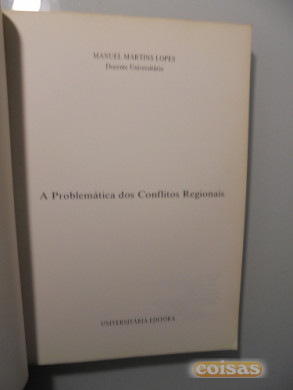 MANUEL MARTINS LOPES
Docente Universitário
A Problemática dos Conflitos Regionais
UNIVERSITÁRIA EDITORA
coisas